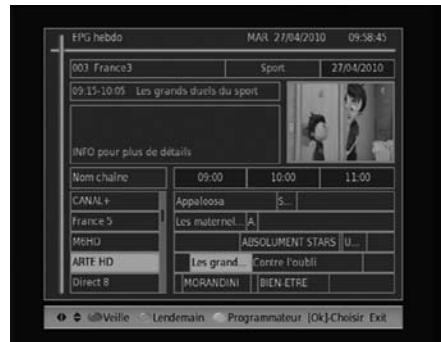 EPG hebdo MAR 27/04/2010 09:58:45
003 France3 Sport 27/04/2010
09:15-10:05 Les grands duels du sport
INFO pour plus de détails
Nom chaîne 09:00 10:00 11:00
CANAL+ Appaloosa S...
France 5 Les maternel... A
M6HD ABSOLUMENT STARS U...
ARTE HD Les grand... Contre l'oubli
Direct 8 MORANDINI BIEN-ETRE
Veille Lendemain Programmateur [Ok]-Choisir Exit